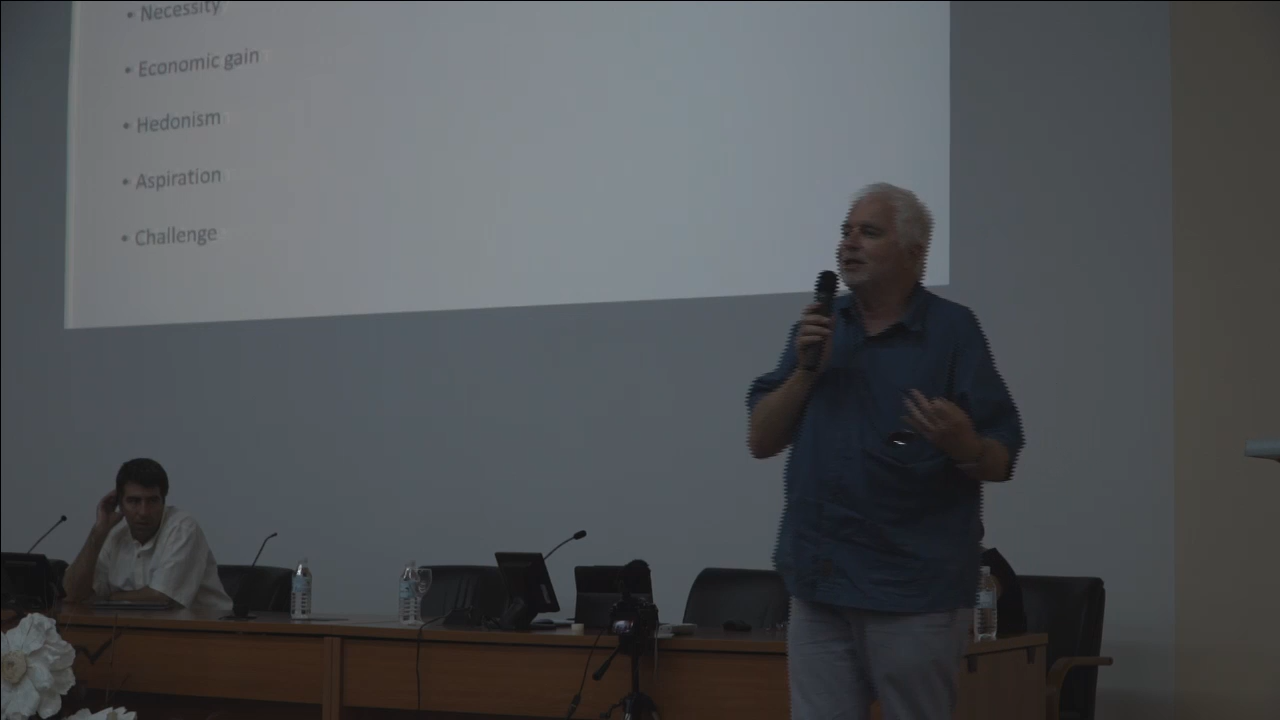 • Necessity
• Economic gain
• Hedonism
• Aspiration
• Challenge